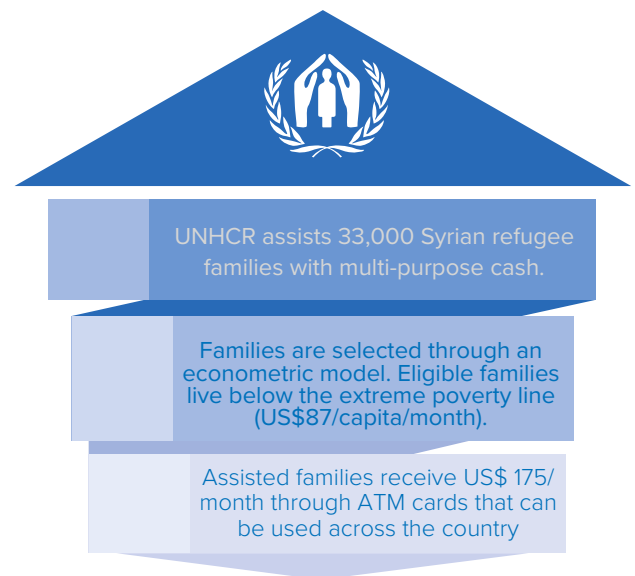 UNHCR assists 33,000 Syrian refugee
families with multi-purpose cash.
Families are selected through an
econometric model. Eligible families
live below the extreme poverty line
(US$87/capita/month).
Assisted families receive US$ 175/
month through ATM cards that can
be used across the country